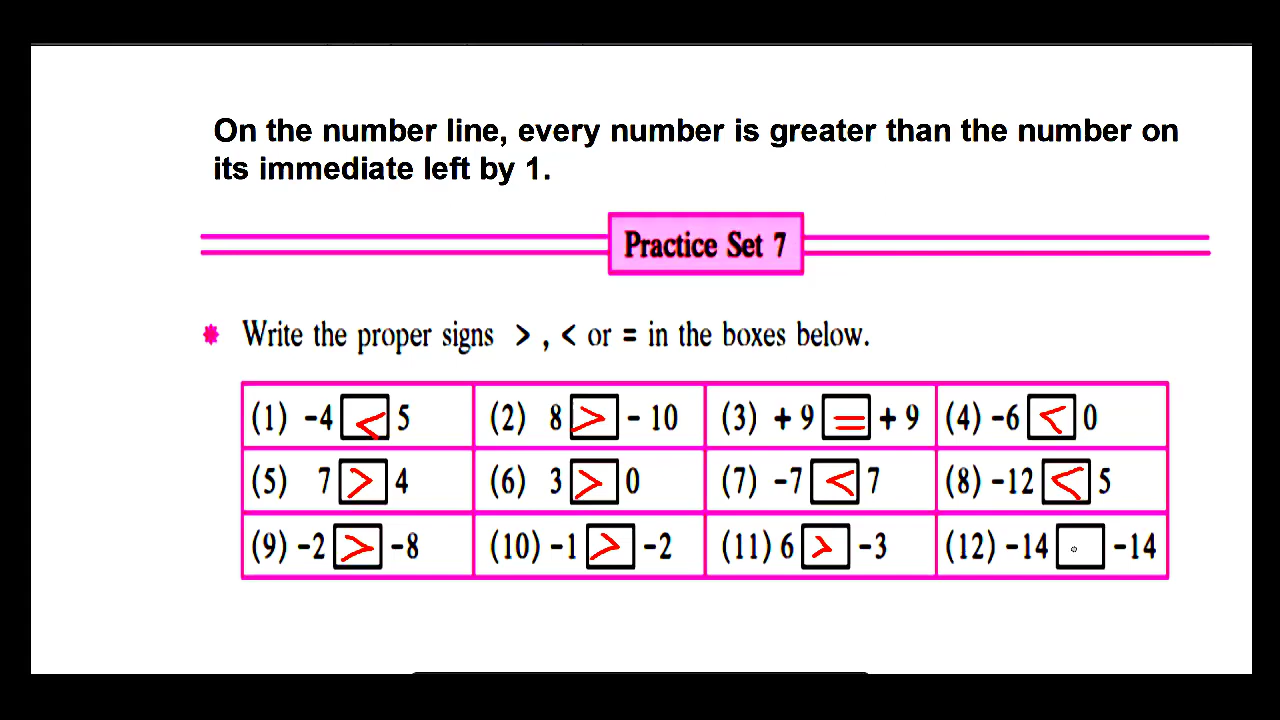 On the number line, every number is greater than the number on
its immediate left by 1.
Practice Set 7
Write the proper signs > , < or = in the boxes below.
(1) -4 < 5 (2) 8 > - 10 (3) + 9 = + 9 (4) -6 < 0
(5) 7 > 4 (6) 3 > 0 (7) -7 < 7 (8) -12 < 5
(9) -2 > -8 (10) -1 > -2 (11) 6 > -3 (12) -14 -14